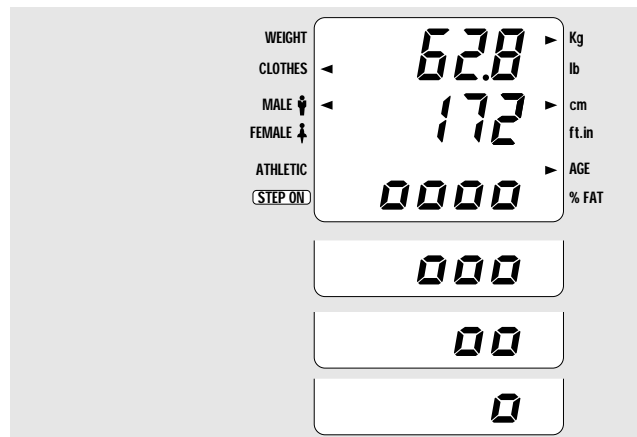 WEIGHT 62.8 Kg
CLOTHES lb
MALE 172 cm
FEMALE ft.in
ATHLETIC AGE
STEP ON 0000 % FAT
000
00
0